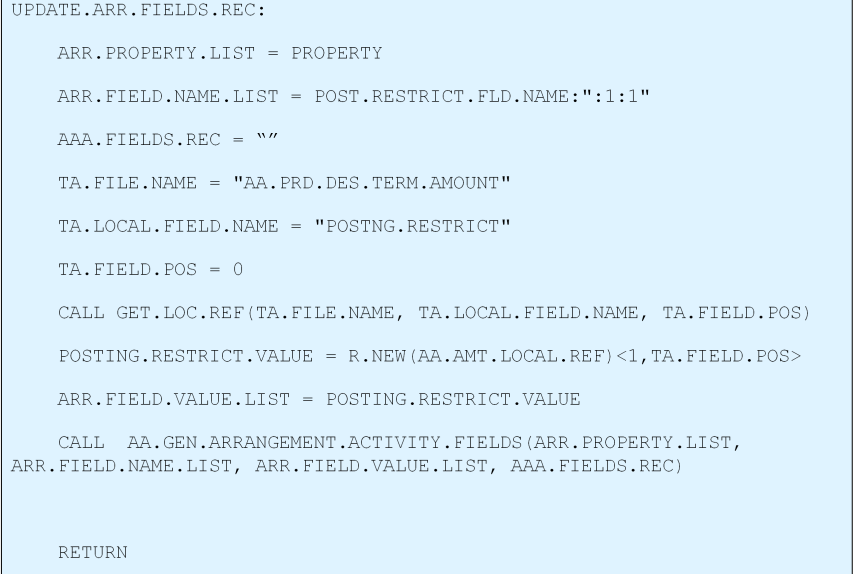 UPDATE.ARR.FIELDS.REC:
ARR.PROPERTY.LIST = PROPERTY
ARR.FIELD.NAME.LIST = POST.RESTRICT.FLD.NAME:":1:1"
AAA.FIELDS.REC = “”
TA.FILE.NAME = "AA.PRD.DES.TERM.AMOUNT"
TA.LOCAL.FIELD.NAME = "POSTNG.RESTRICT"
TA.FIELD.POS = 0
CALL GET.LOC.REF(TA.FILE.NAME, TA.LOCAL.FIELD.NAME, TA.FIELD.POS)
POSTING.RESTRICT.VALUE = R.NEW(AA.AMT.LOCAL.REF)<1,TA.FIELD.POS>
ARR.FIELD.VALUE.LIST = POSTING.RESTRICT.VALUE
CALL  AA.GEN.ARRANGEMENT.ACTIVITY.FIELDS(ARR.PROPERTY.LIST,
ARR.FIELD.NAME.LIST, ARR.FIELD.VALUE.LIST, AAA.FIELDS.REC)
RETURN